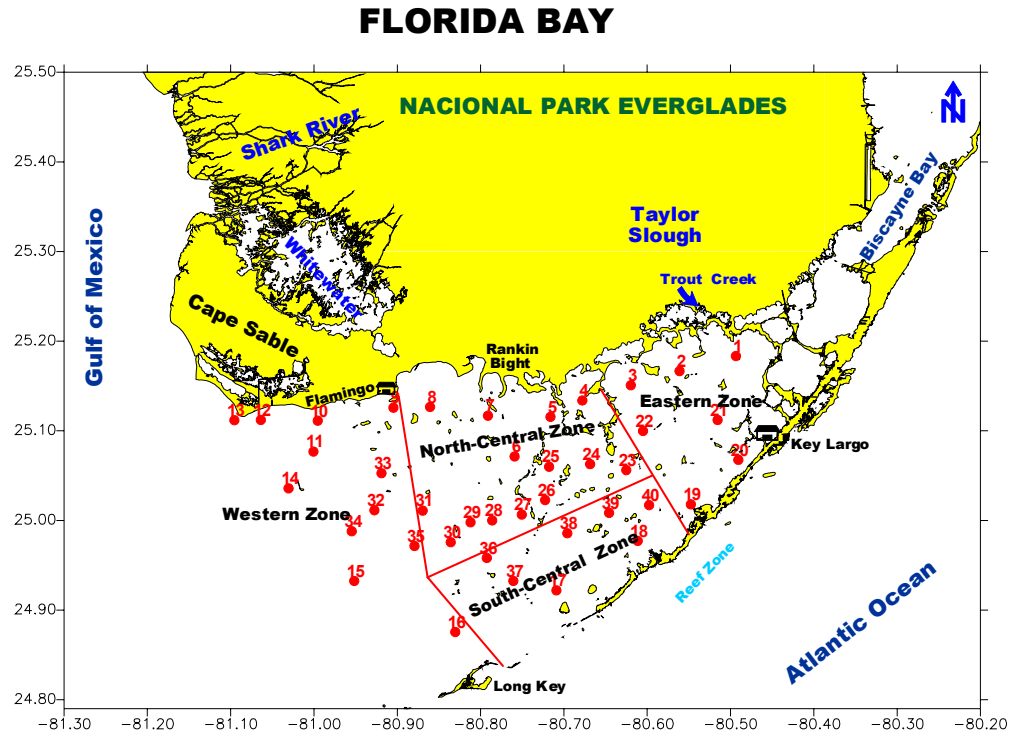 FLORIDA BAY
25.50
NACIONAL PARK EVERGLADES
N
Shark River
25.40
Biscayne Bay
Taylor
Slough
Gulf of Mexico
25.30
Whitewater
Trout Creek
Cape Sable
25.20
1
Rankin
Bight
2
3
Flamingo
4
8
9
7
5
Eastern Zone
13
12
10
21
22
25.10
North-Central Zone
Key Largo
11
6
25
24
23
20
33
14
32
31
26
27
39
40
19
Western Zone
29
28
25.00
34
30
38
18
35
36
South-Central Zone
Reef Zone
15
37
17
24.90
16
Atlantic Ocean
Long Key
24.80
−81.30
−81.20
−81.10
−81.00
−80.90
−80.80
−80.70
−80.60
−80.50
−80.40
−80.30
−80.20